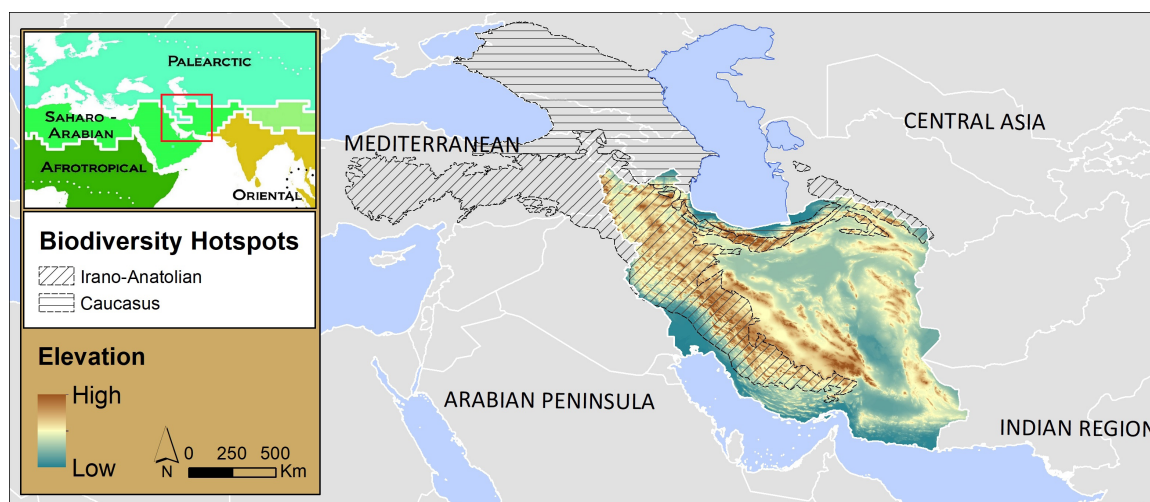 PALEARCTIC
SAHARO -
ARABIAN
AFROTROPICAL
ORIENTAL
Biodiversity Hotspots
Irano-Anatolian
Caucasus
Elevation
High
Low
N
0 250 500
Km
MEDITERRANEAN
CENTRAL ASIA
ARABIAN PENINSULA
INDIAN REGION